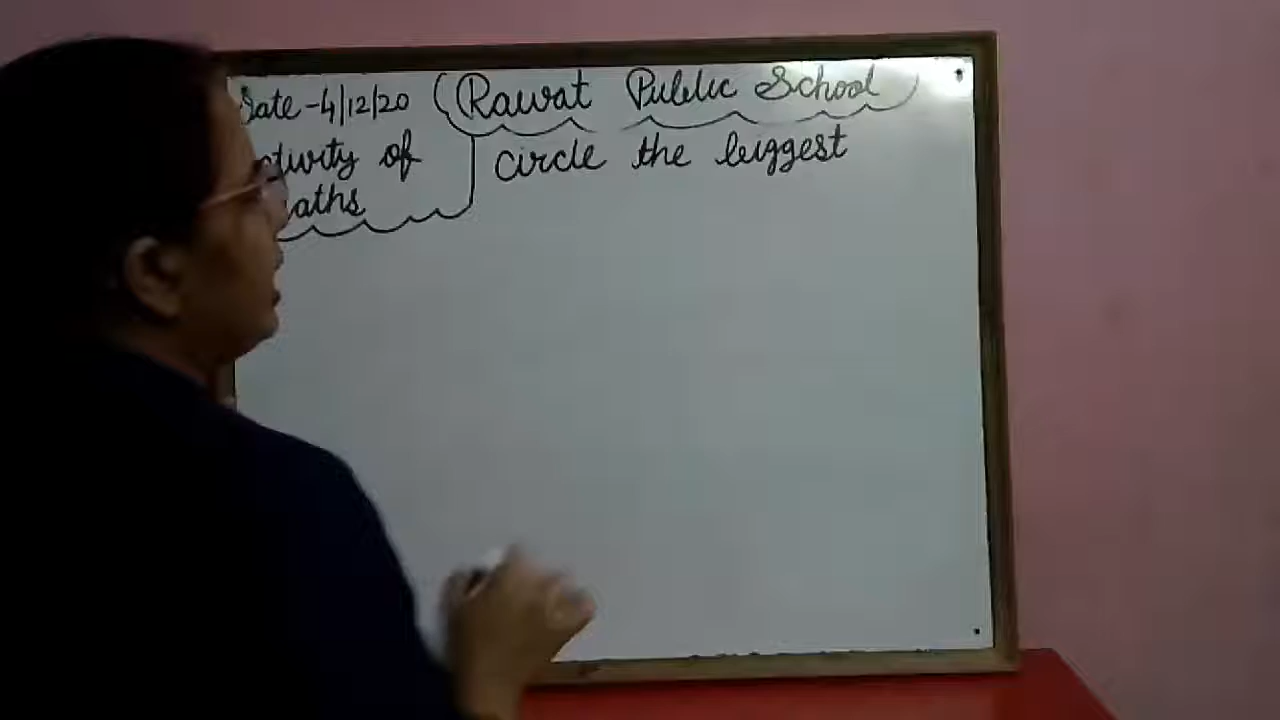 Date - 4/12/20 (Rawat Public School)
of circle the biggest